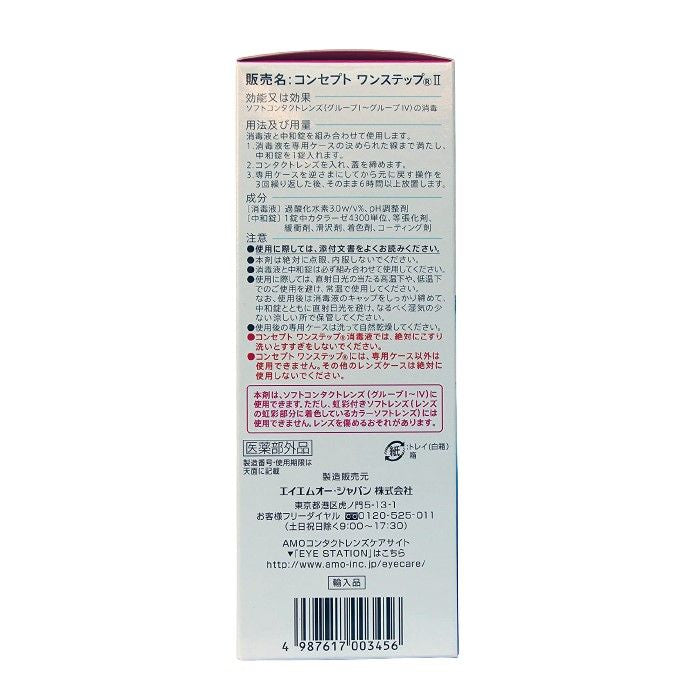 販売名:コンセプト ワンステップ®II
効能又は効果
ソフトコンタクトレンズ(グループI～グループIV)の消毒
用法及び用量
消毒液と中和錠を組み合わせて使用します。
1.消毒液を専用ケースの決められた線まで満たし、
中和錠を1錠入れます。
2.コンタクトレンズを入れ、蓋を締めます。
3.専用ケースを逆さまにしてから元に戻す操作を
3回繰り返した後、そのまま6時間以上放置します。
成分
[消毒液] 過酸化水素3.0w/v%、pH調整剤
[中和錠] 1錠中カタラーゼ4300単位、等張化剤、
緩衝剤、滑沢剤、着色剤、コーティング剤
注意
●使用に際しては、添付文書をよくお読みください。
●本剤は絶対に点眼、内服しないでください。
●消毒液と中和錠は必ず組み合わせて使用してください。
●使用に際しては、直射日光の当たる高温下や、低温下
でのご使用を避け、常温で使用してください。
なお、使用後は消毒液のキャップをしっかり締めて、
中和錠とともに直射日光を避け、なるべく湿気の少
ない涼しい所で保管してください。
●使用後の専用ケースは洗って自然乾燥してください。
●コンセプト ワンステップ®消毒液では、絶対にこすり
洗いとすすぎをしないでください。
●コンセプト ワンステップ®には、専用ケース以外は
使用できません。その他のレンズケースは絶対に
使用しないでください。
本剤は、ソフトコンタクトレンズ(グループI～IV)に
使用できます。ただし、虹彩付きソフトレンズ(レンズ
の虹彩部分に着色しているカラーソフトレンズ)には
使用できません。レンズを傷めるおそれがあります。
医薬部外品
製造番号・使用期限は
天面に記載
紙
:トレイ(白箱)
箱
製造販売元
エイエムオー・ジャパン 株式会社
東京都港区虎ノ門5-13-1
お客様フリーダイヤル 0120-525-011
(土日祝日除く9:00～17:30)
AMOコンタクトレンズケアサイト
▼「EYE STATION」はこちら
http://www.amo-inc.jp/eyecare/
輸入品
4 987617 003456